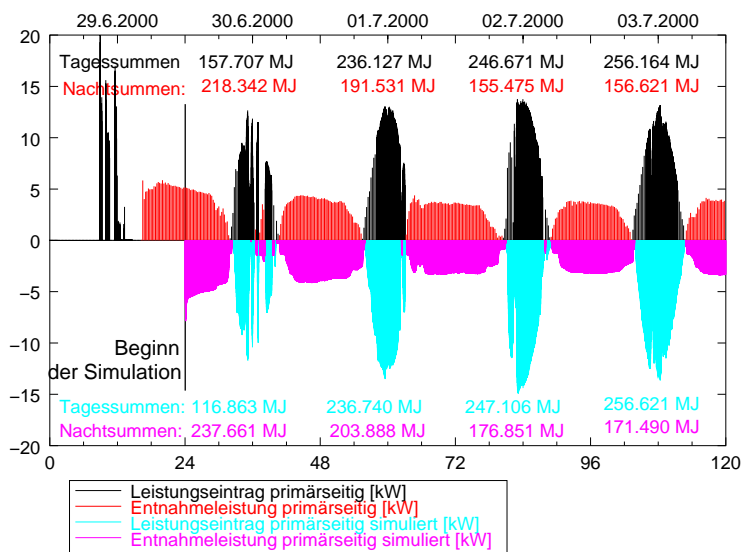 29.6.2000 30.6.2000 01.7.2000 02.7.2000 03.7.2000
20
Tagessummen 157.707 MJ 236.127 MJ 246.671 MJ 256.164 MJ
Nachtsummen: 218.342 MJ 191.531 MJ 155.475 MJ 156.621 MJ
15
10
5
0
−5
−10
Beginn
der Simulation
−15
Tagessummen: 116.863 MJ 236.740 MJ 247.106 MJ 256.621 MJ
Nachtsummen: 237.661 MJ 203.888 MJ 176.851 MJ 171.490 MJ
−20
0 24 48 72 96 120
Leistungseintrag primärseitig [kW]
Entnahmeleistung primärseitig [kW]
Leistungseintrag primärseitig simuliert [kW]
Entnahmeleistung primärseitig simuliert [kW]